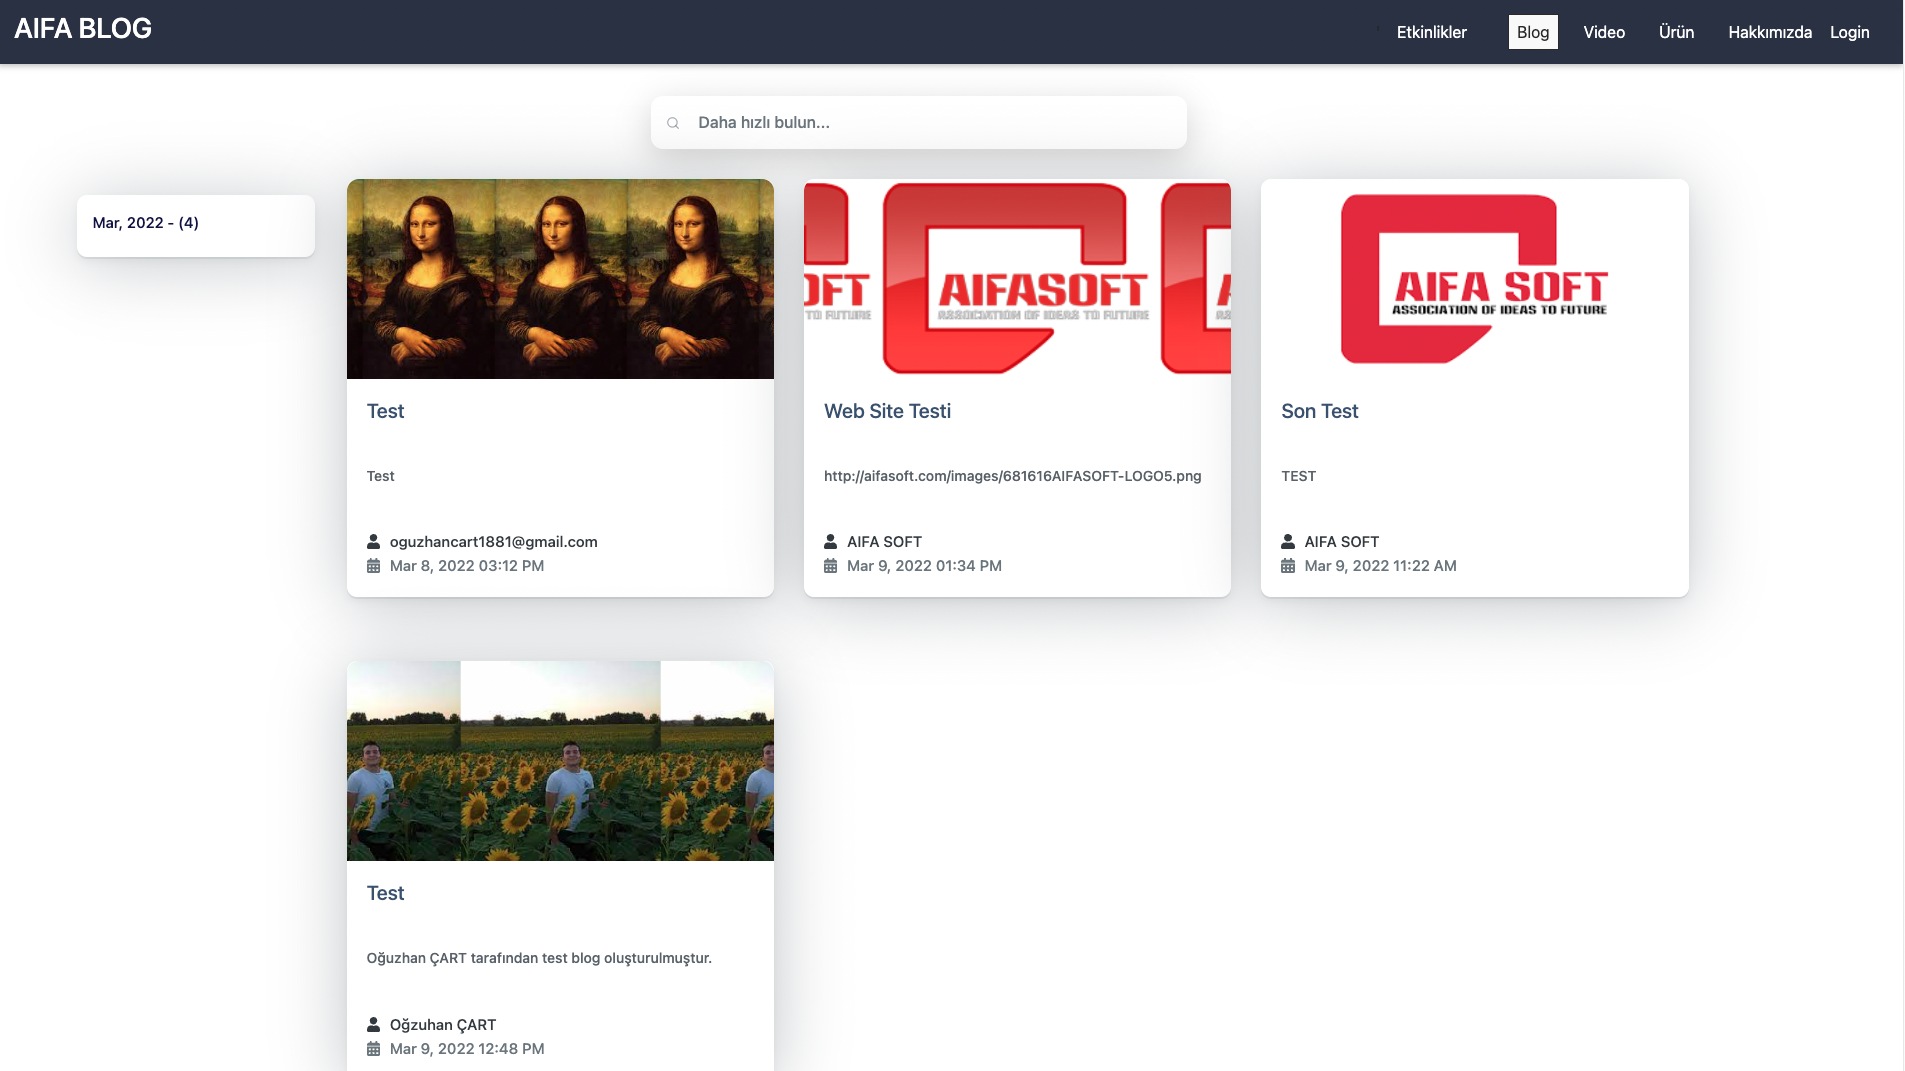 AIFA BLOG
Etkinlikler
Blog
Video
Ürün
Hakkımızda
Login
Daha hızlı bulun...
Mar, 2022 - (4)
AIFASOFT
ASSOCIATION OF IDEAS TO FUTURE
AIFA SOFT
ASSOCIATION OF IDEAS TO FUTURE
Test
Test
oguzhancart1881@gmail.com
Mar 8, 2022 03:12 PM
Web Site Testi
http://aifasoft.com/images/681616AIFASOFT-LOGO5.png
AIFA SOFT
Mar 9, 2022 01:34 PM
Son Test
TEST
AIFA SOFT
Mar 9, 2022 11:22 AM
Test
Oğuzhan ÇART tarafından test blog oluşturulmuştur.
Oğzuhan ÇART
Mar 9, 2022 12:48 PM